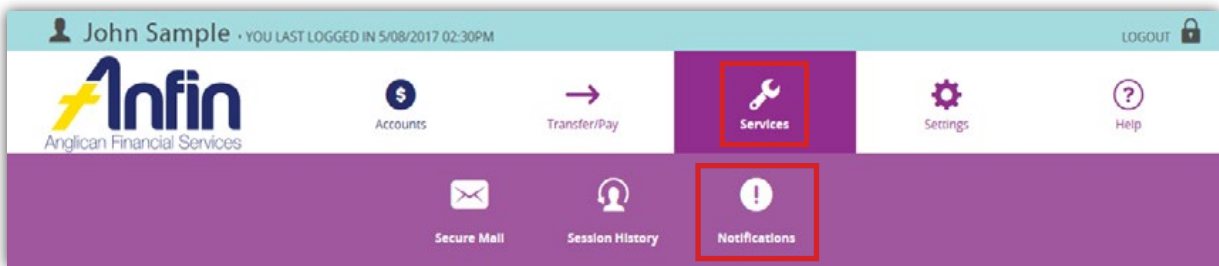 John Sample • YOU LAST LOGGED IN 5/08/2017 02:30PM
LOGOUT
Anfin
Anglican Financial Services
Accounts
Transfer/Pay
Services
Settings
Help
Secure Mail
Session History
Notifications